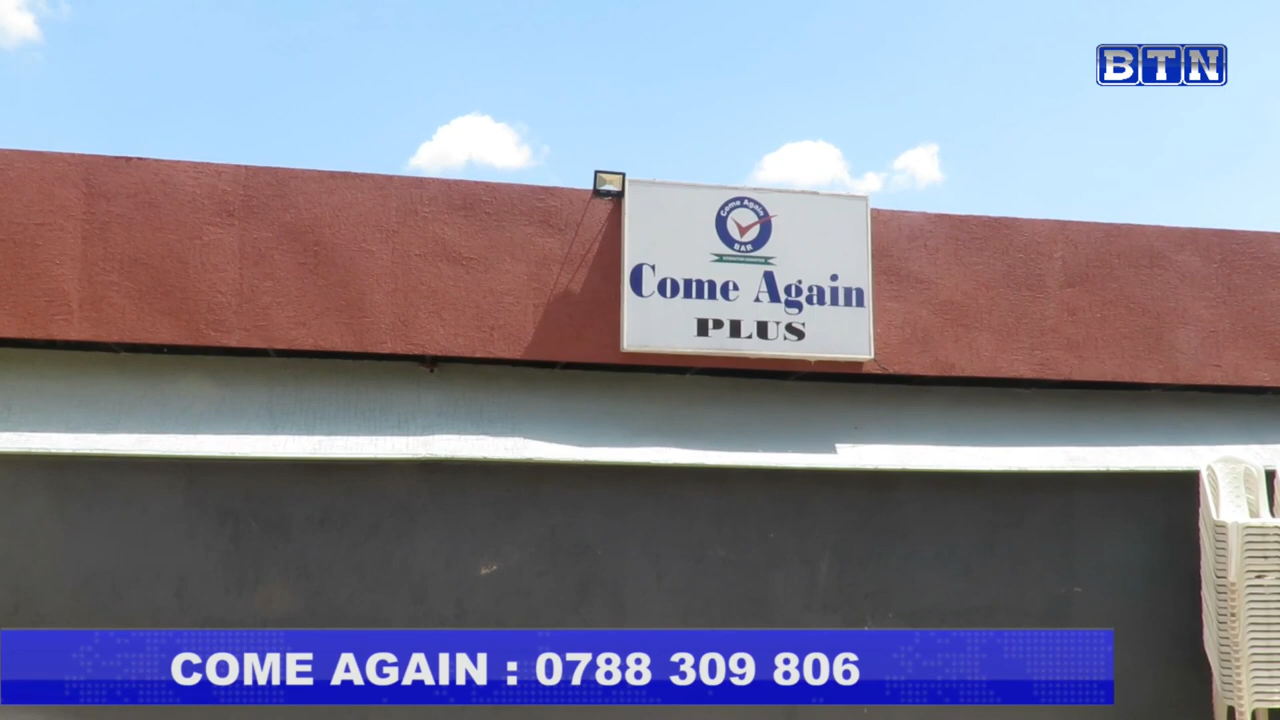 BTN
Come Again
BAR
Come Again
PLUS
COME AGAIN : 0788 309 806